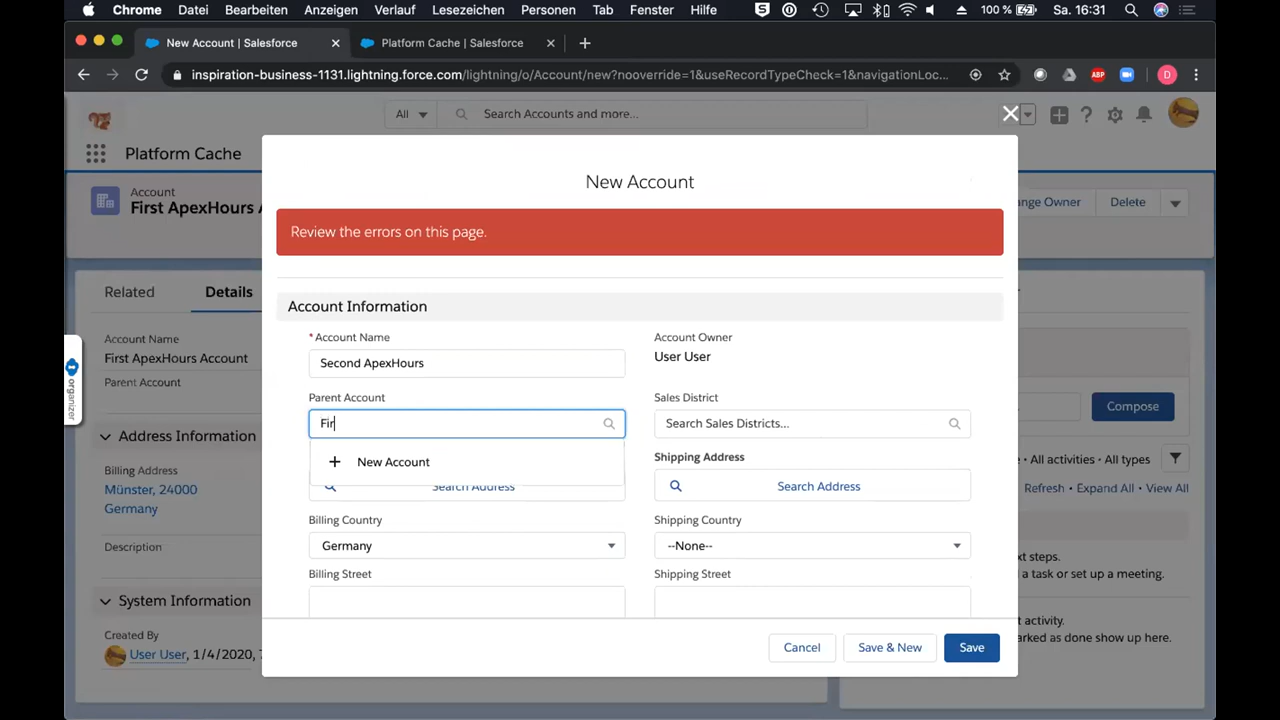 Chrome Datei Bearbeiten Anzeigen Verlauf Lesezeichen Personen Tab Fenster Hilfe 100 % Sa. 16:31
New Account | Salesforce Platform Cache | Salesforce
inspiration-business-1131.lightning.force.com/lightning/o/Account/new?nooverride=1&useRecordTypeCheck=1&navigationLoc... ABP D
All Search Accounts and more...
Platform Cache
New Account
Account
First ApexHours A
nge Owner Delete
Review the errors on this page.
Related Details
Account Information
Account Name
First ApexHours Account
Parent Account
* Account Name
Second ApexHours
Account Owner
User User
Parent Account
Fir
Sales District
Search Sales Districts...
Compose
organizer
Address Information
Billing Address
Münster, 24000
Germany
Description
New Account
Search Address
Shipping Address
Search Address
All activities • All types
Refresh • Expand All • View All
Billing Country
Germany
Shipping Country
--None--
Billing Street
Shipping Street
xt steps.
d a task or set up a meeting.
System Information
Created By
User User, 1/4/2020, 7
t activity.
arked as done show up here.
Cancel Save & New Save